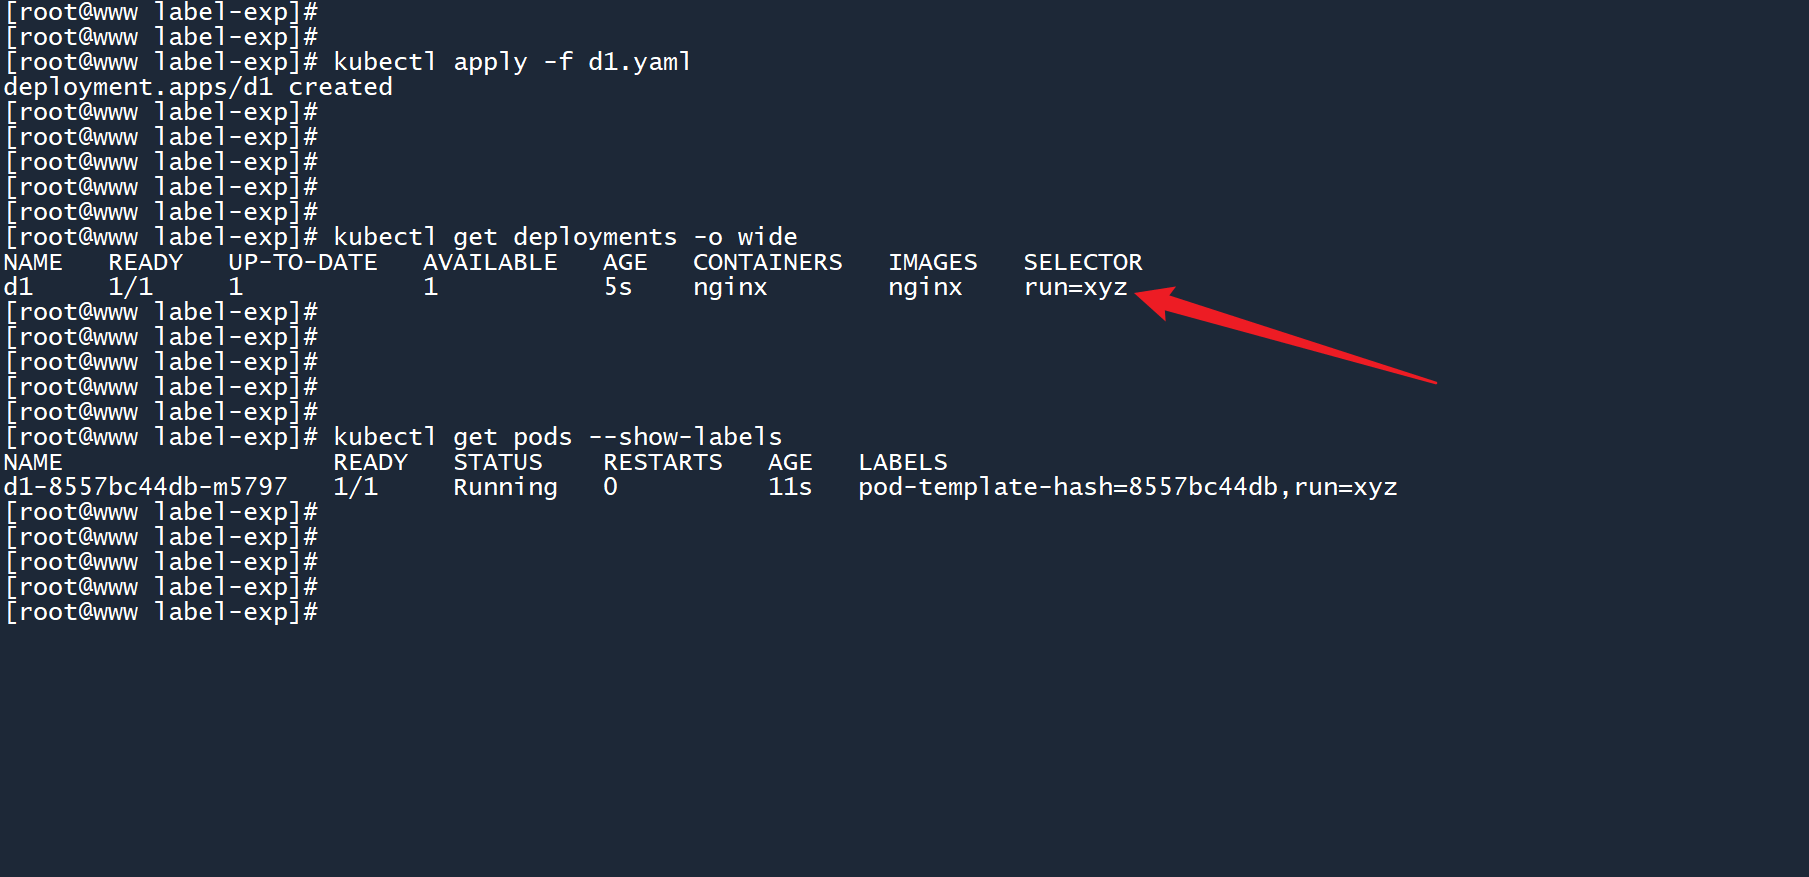 [root@www label-exp]#
[root@www label-exp]#
[root@www label-exp]# kubectl apply -f d1.yaml
deployment.apps/d1 created
[root@www label-exp]#
[root@www label-exp]#
[root@www label-exp]#
[root@www label-exp]#
[root@www label-exp]#
[root@www label-exp]# kubectl get deployments -o wide
NAME   READY   UP-TO-DATE   AVAILABLE   AGE   CONTAINERS   IMAGES   SELECTOR
d1     1/1     1            1           5s    nginx        nginx    run=xyz
[root@www label-exp]#
[root@www label-exp]#
[root@www label-exp]#
[root@www label-exp]#
[root@www label-exp]#
[root@www label-exp]# kubectl get pods --show-labels
NAME                  READY   STATUS    RESTARTS   AGE   LABELS
d1-8557bc44db-m5797   1/1     Running   0          11s   pod-template-hash=8557bc44db,run=xyz
[root@www label-exp]#
[root@www label-exp]#
[root@www label-exp]#
[root@www label-exp]#
[root@www label-exp]#